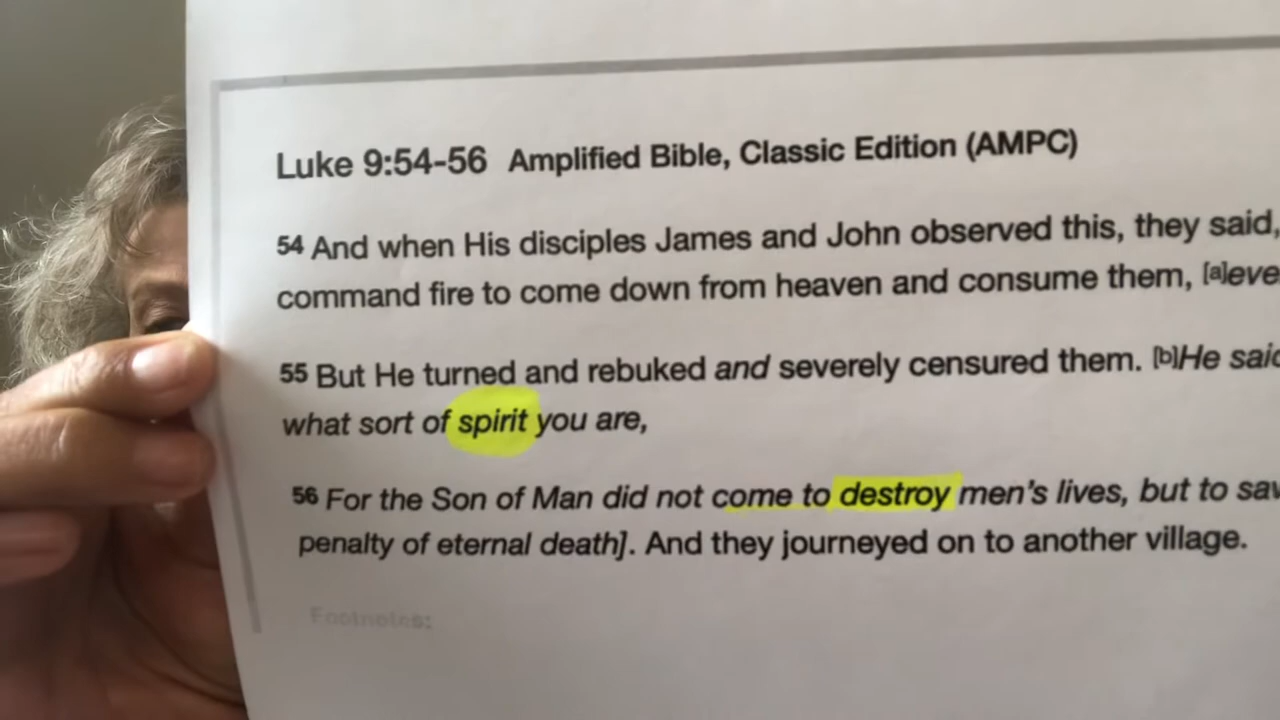 Luke 9:54-56 Amplified Bible, Classic Edition (AMPC)
54 And when His disciples James and John observed this, they said,
command fire to come down from heaven and consume them, [a]eve
55 But He turned and rebuked and severely censured them. [b]He said
what sort of spirit you are,
56 For the Son of Man did not come to destroy men's lives, but to sav
penalty of eternal death]. And they journeyed on to another village.
Footnotes: